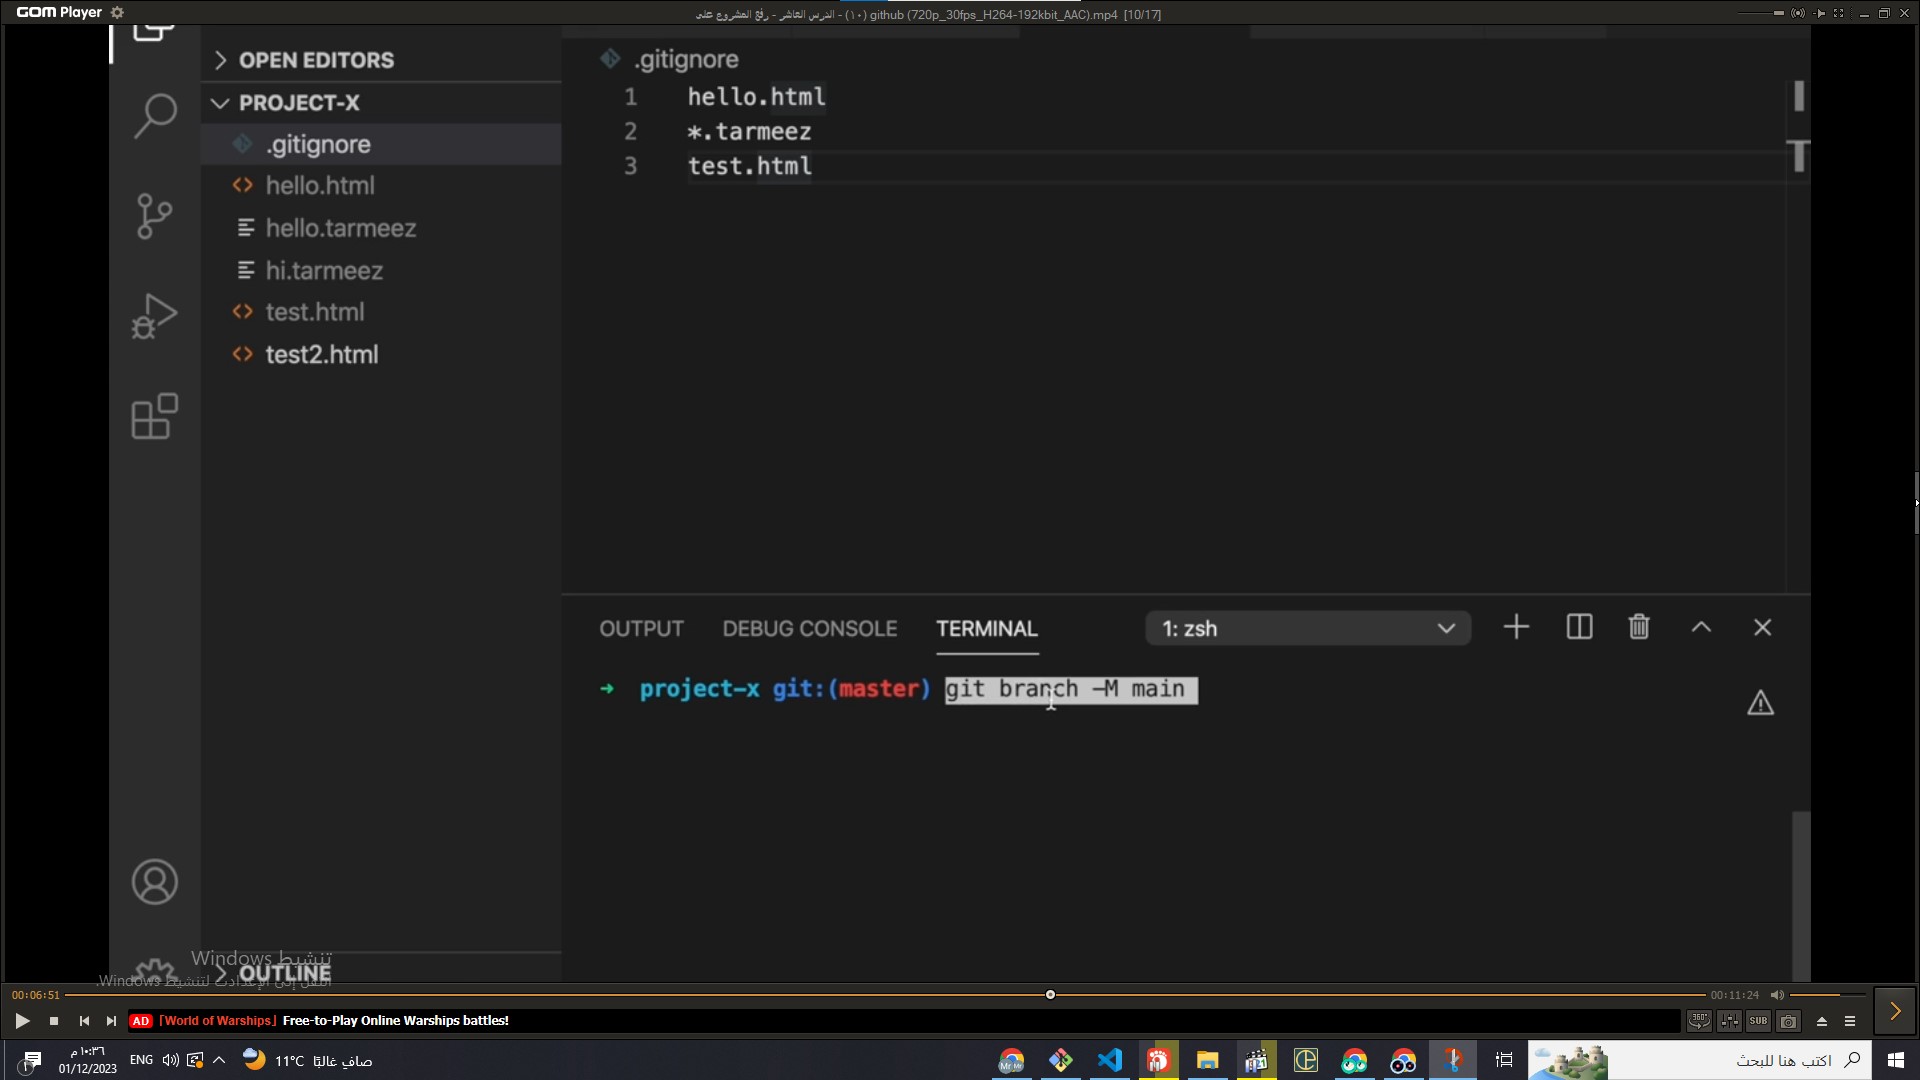 GOM Player
الدرس العاشر - رفع المشروع على - (١٠) github (720p_30fps_H264-192kbit_AAC).mp4 [10/17]
OPEN EDITORS
PROJECT-X
.gitignore
hello.html
hello.tarmeez
hi.tarmeez
test.html
test2.html
OUTLINE
.gitignore
1 hello.html
2 *.tarmeez
3 test.html
OUTPUT
DEBUG CONSOLE
TERMINAL
1: zsh
➜ project-x git:(master) git branch -M main
تنشيط Windows
انتقل إلى الإعدادات لتنشيط Windows.
00:06:51
00:11:24
AD [World of Warships] Free-to-Play Online Warships battles!
360°
SUB
١٠:٣٦ م
01/12/2023
ENG
11°C صافٍ غالبًا
اكتب هنا للبحث